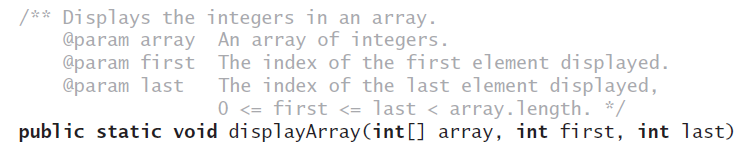 /** Displays the integers in an array.
@param array An array of integers.
@param first The index of the first element displayed.
@param last The index of the last element displayed,
0 <= first <= last < array.length. */
public static void displayArray(int[] array, int first, int last)